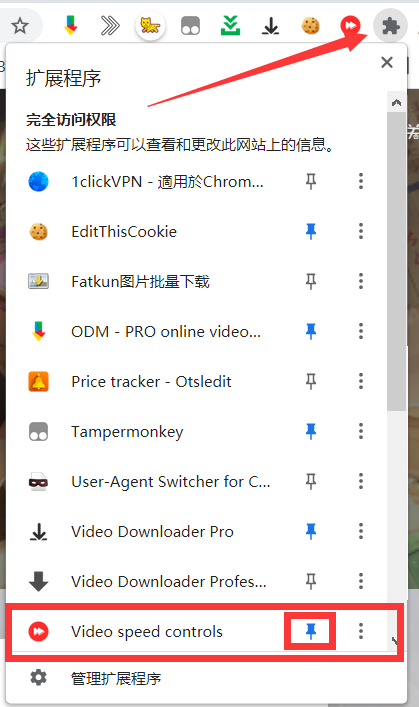 扩展程序
完全访问权限
这些扩展程序可以查看和更改此网站上的信息。
1clickVPN - 適用於Chrom...
EditThisCookie
Fatkun图片批量下载
ODM - PRO online video...
Price tracker - Otsledit
Tampermonkey
User-Agent Switcher for C...
Video Downloader Pro
Video Downloader Profes...
Video speed controls
管理扩展程序